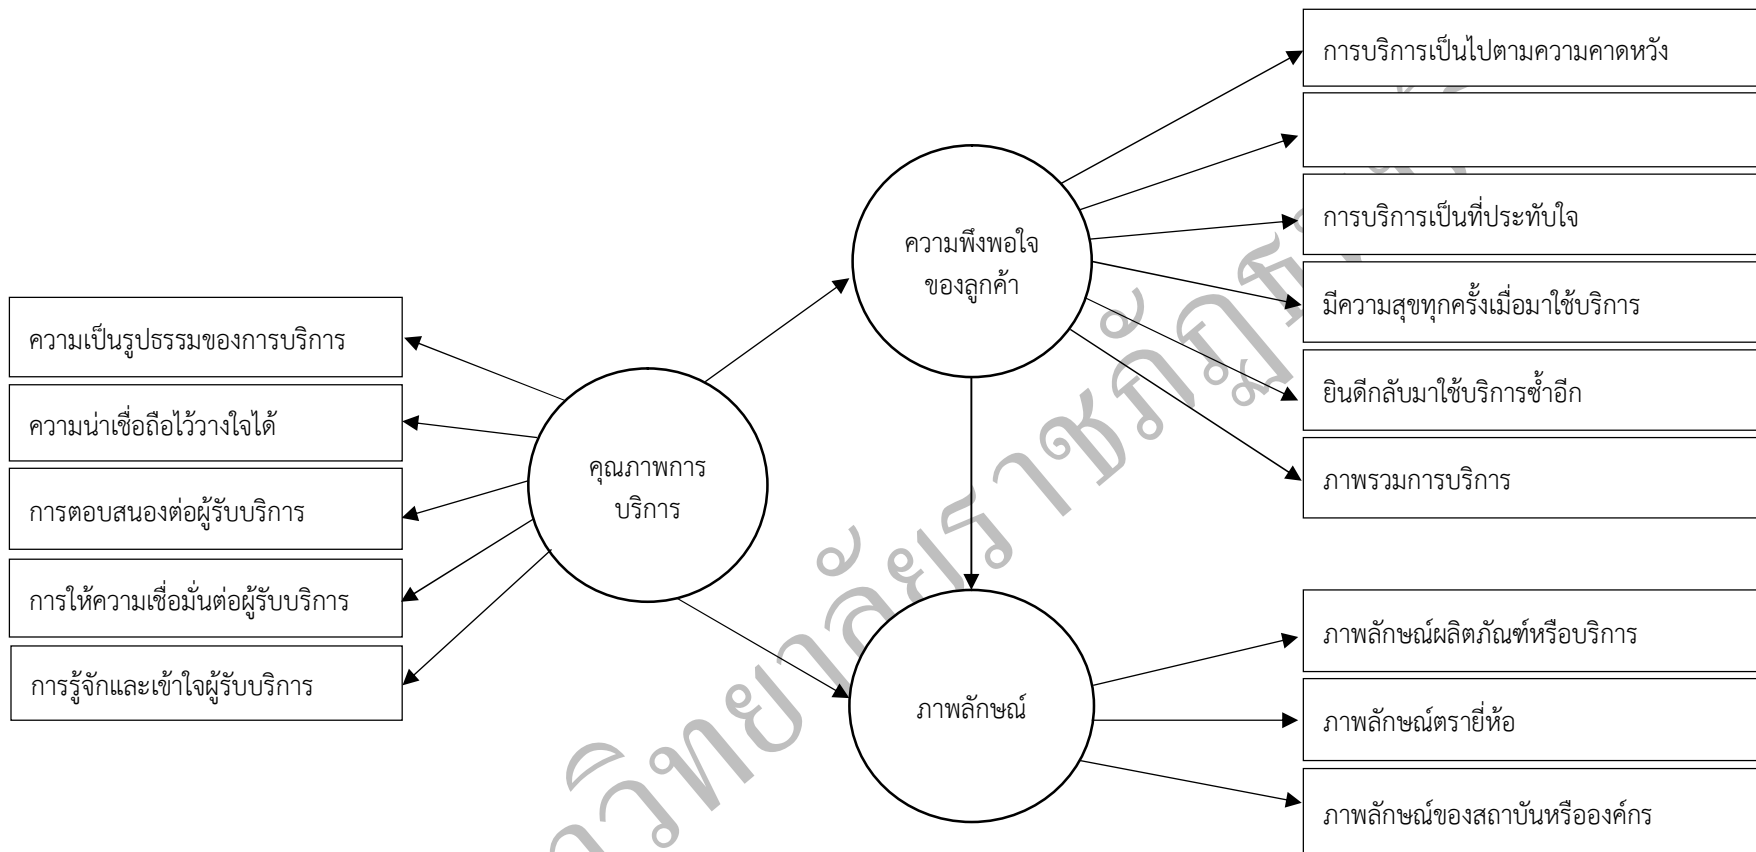 การบริการเป็นไปตามความคาดหวัง
การบริการเป็นที่ประทับใจ
ความพึงพอใจ
ของลูกค้า
มีความสุขทุกครั้งเมื่อมาใช้บริการ
ความเป็นรูปธรรมของการบริการ
ยินดีกลับมาใช้บริการซ้ำอีก
ความน่าเชื่อถือไว้วางใจได้
คุณภาพการ
บริการ
ภาพรวมการบริการ
การตอบสนองต่อผู้รับบริการ
การให้ความเชื่อมั่นต่อผู้รับบริการ
ภาพลักษณ์ผลิตภัณฑ์หรือบริการ
การรู้จักและเข้าใจผู้รับบริการ
ภาพลักษณ์
ภาพลักษณ์ตรายี่ห้อ
ภาพลักษณ์ของสถาบันหรือองค์กร
วิทยาลัยราชภัฏ